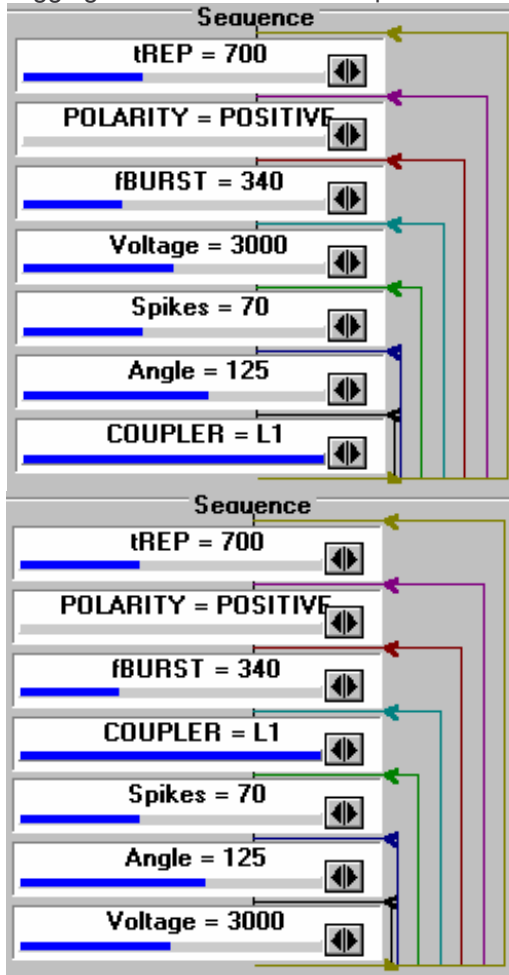 Sequence
tREP = 700
POLARITY = POSITIVE
fBURST = 340
Voltage = 3000
Spikes = 70
Angle = 125
COUPLER = L1
Sequence
tREP = 700
POLARITY = POSITIVE
fBURST = 340
COUPLER = L1
Spikes = 70
Angle = 125
Voltage = 3000